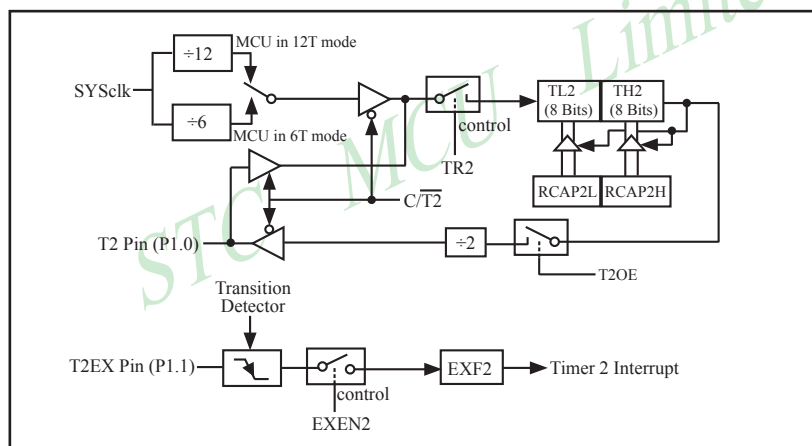 ÷12
MCU in 12T mode
SYSclk
÷6
MCU in 6T mode
control
TR2
TL2
(8 Bits)
TH2
(8 Bits)
RCAP2L
RCAP2H
C/T2
T2 Pin (P1.0)
÷2
T2OE
Transition
Detector
T2EX Pin (P1.1)
control
EXEN2
EXF2
Timer 2 Interrupt
STC MCU Limite